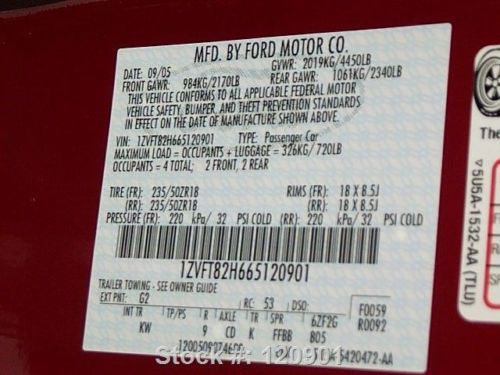 MFD. BY FORD MOTOR CO.
DATE: 09/05 GVWR: 2019KG/4450LB
FRONT GAWR: 984KG/2170LB REAR GAWR: 1061KG/2340LB
THIS VEHICLE CONFORMS TO ALL APPLICABLE FEDERAL MOTOR
VEHICLE SAFETY, BUMPER, AND THEFT PREVENTION STANDARDS
IN EFFECT ON THE DATE OF MANUFACTURE SHOWN ABOVE.
VIN: 1ZVFT82H665120901 TYPE: Passenger Car
MAXIMUM LOAD = OCCUPANTS + LUGGAGE = 326KG/720LB
OCCUPANTS = 4 TOTAL; 2 FRONT, 2 REAR
TIRE (FR): 235/50ZR18 RIMS (FR): 18 X 8.5J
(RR): 235/50ZR18 (RR): 18 X 8.5J
PRESSURE (FR): 220 kPa/ 32 PSI COLD (RR): 220 kPa/ 32 PSI COLD
1ZVFT82H665120901
TRAILER TOWING - SEE OWNER GUIDE
EXT PNT: G2 RC: 53 DSO: F0059
R0092
INT TR TP/PS R AXLE TR SPR 6ZF2G
KW 9 CD K FFBB B05
5420472-AA
Stock #: 120901
The
5U5A-1532-AA (TLU)